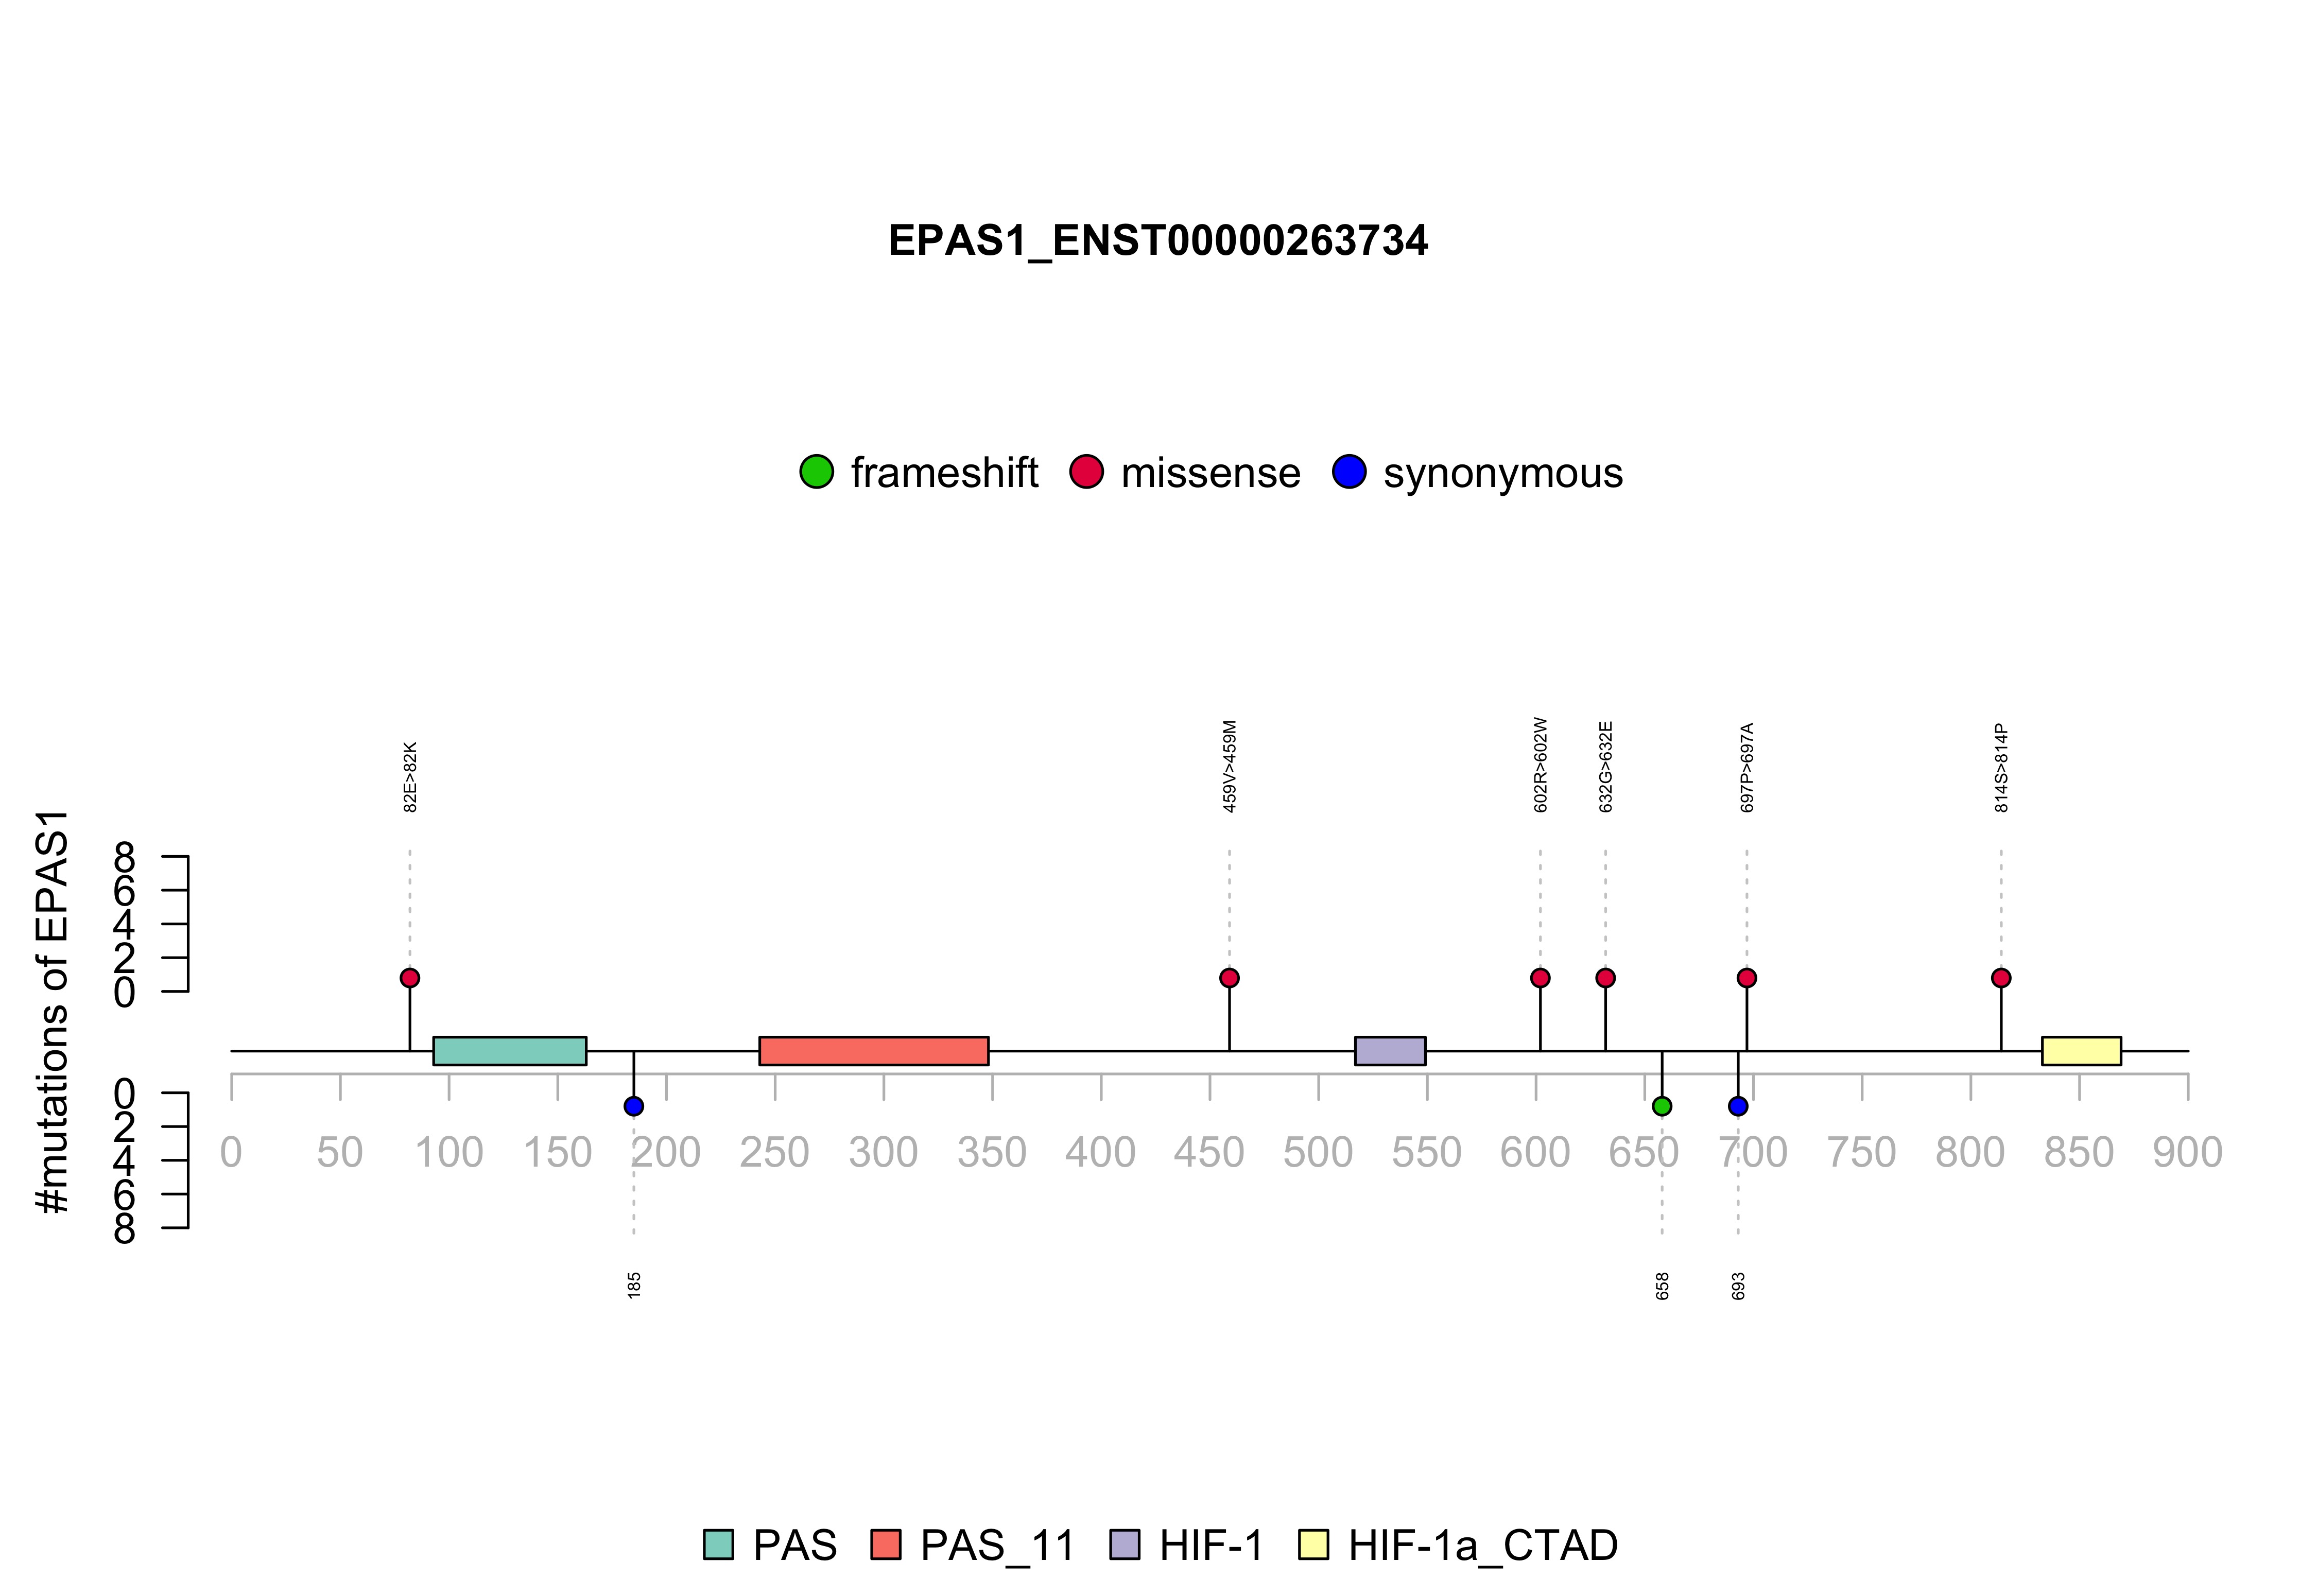 EPAS1_ENST00000263734
frameshift missense synonymous
82E>82K
459V>459M
602R>602W
632G>632E
697P>697A
814S>814P
#mutations of EPAS1
8
6
4
2
0
0
2
4
6
8
0 50 100 150 200 250 300 350 400 450 500 550 600 650 700 750 800 850 900
185
658
693
PAS PAS_11 HIF-1 HIF-1a_CTAD